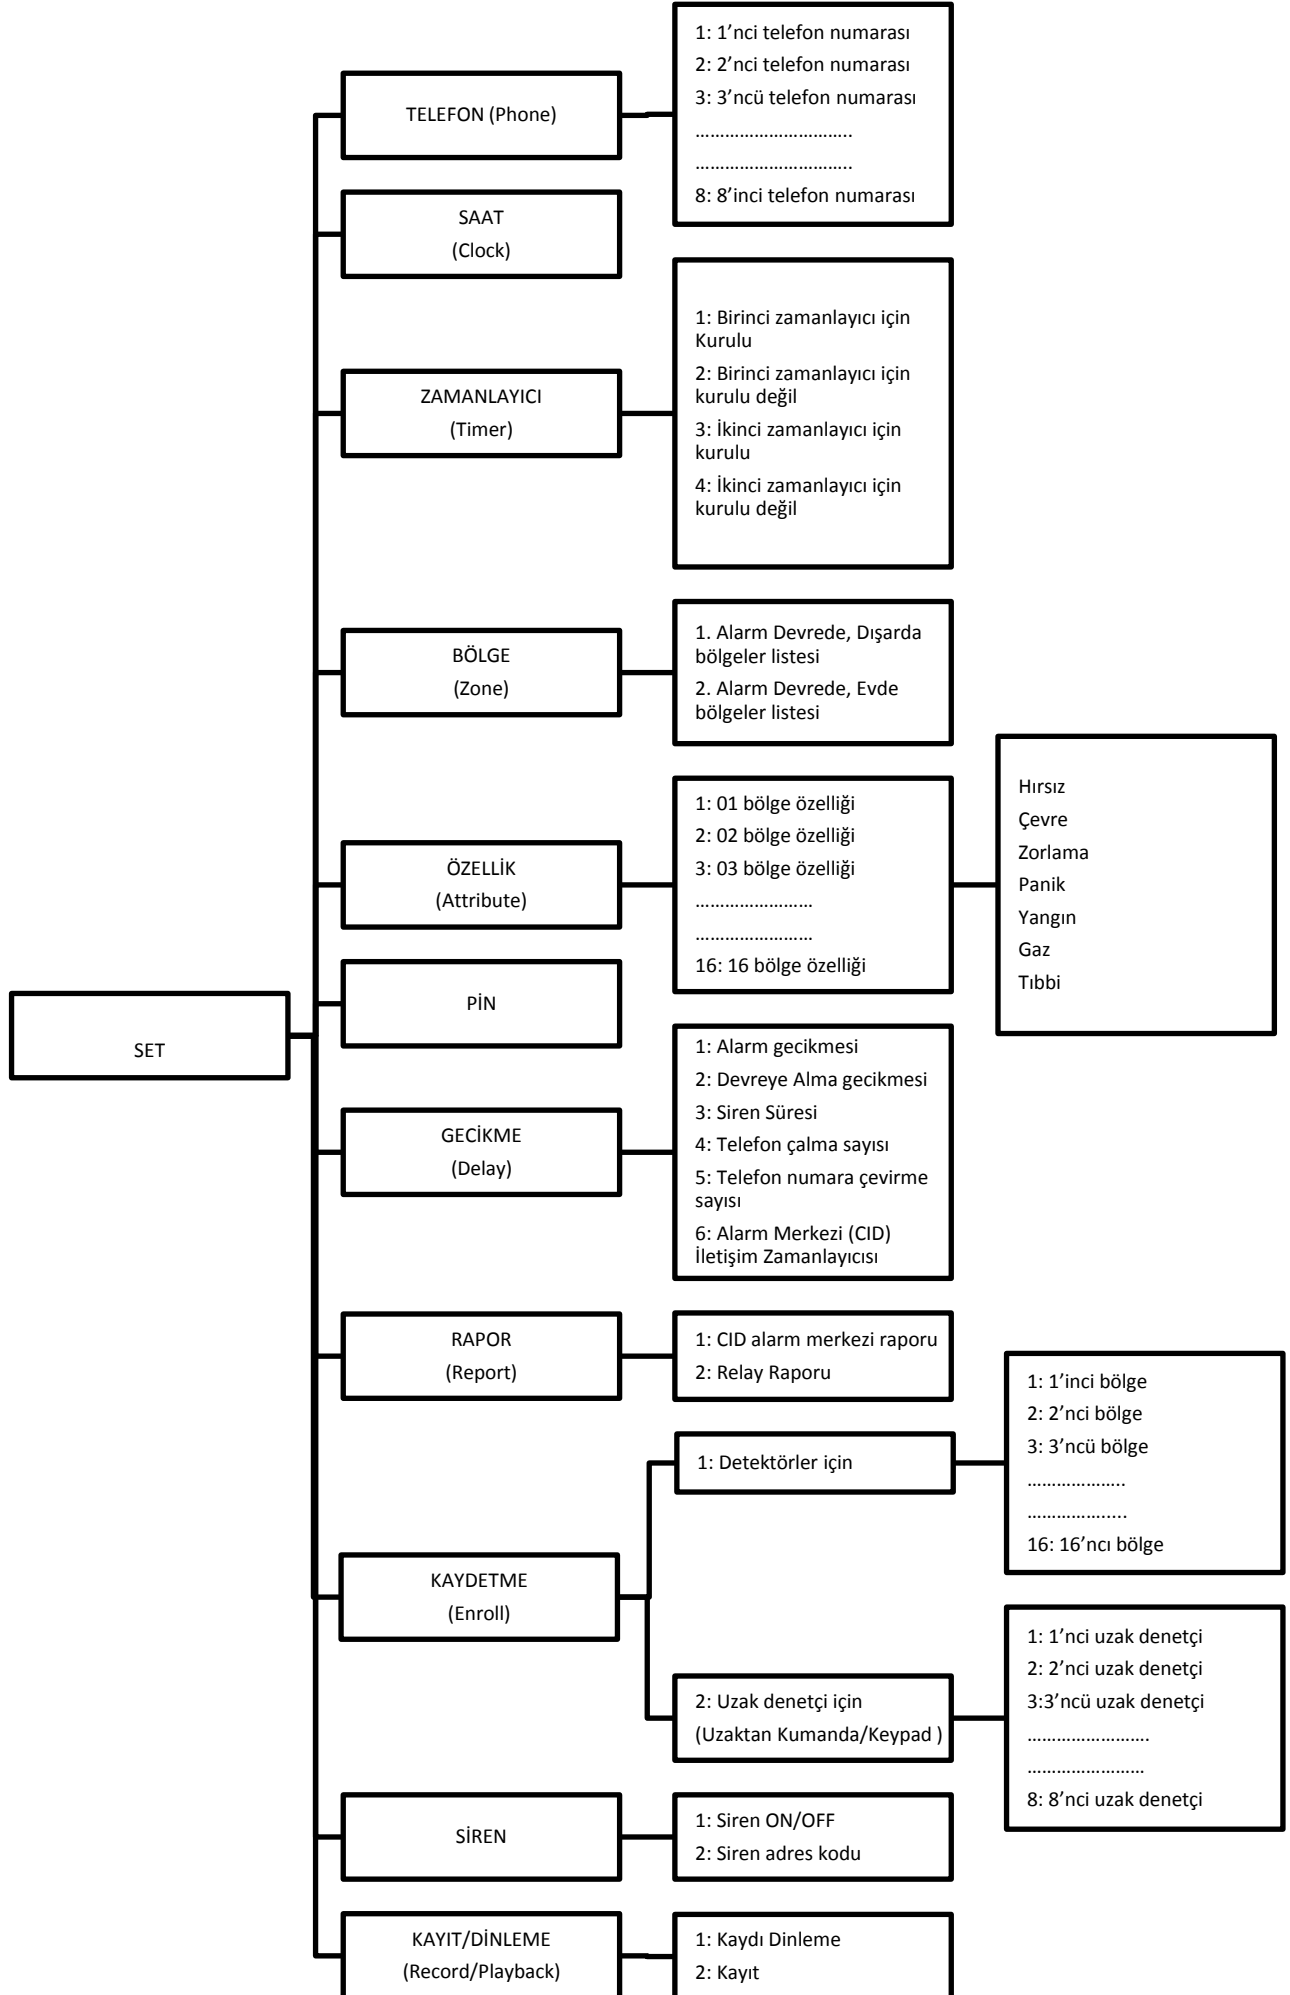 SET
TELEFON (Phone)
1: 1’nci telefon numarası
2: 2’nci telefon numarası
3: 3’ncü telefon numarası
…………………………..
…………………………..
8: 8’inci telefon numarası
SAAT
(Clock)
ZAMANLAYICI
(Timer)
1: Birinci zamanlayıcı için
Kurulu
2: Birinci zamanlayıcı için
kurulu değil
3: İkinci zamanlayıcı için
kurulu
4: İkinci zamanlayıcı için
kurulu değil
BÖLGE
(Zone)
1. Alarm Devrede, Dışarda
bölgeler listesi
2. Alarm Devrede, Evde
bölgeler listesi
ÖZELLİK
(Attribute)
1: 01 bölge özelliği
2: 02 bölge özelliği
3: 03 bölge özelliği
……………………
……………………
16: 16 bölge özelliği
Hırsız
Çevre
Zorlama
Panik
Yangın
Gaz
Tıbbi
PİN
GECİKME
(Delay)
1: Alarm gecikmesi
2: Devreye Alma gecikmesi
3: Siren Süresi
4: Telefon çalma sayısı
5: Telefon numara çevirme
sayısı
6: Alarm Merkezi (CID)
İletişim Zamanlayıcısı
RAPOR
(Report)
1: CID alarm merkezi raporu
2: Relay Raporu
KAYDETME
(Enroll)
1: Detektörler için
1: 1’inci bölge
2: 2’nci bölge
3: 3’ncü bölge
………………..
………………...
16: 16’ncı bölge
2: Uzak denetçi için
(Uzaktan Kumanda/Keypad )
1: 1’nci uzak denetçi
2: 2’nci uzak denetçi
3:3’ncü uzak denetçi
…………………….
……………………
8: 8’nci uzak denetçi
SİREN
1: Siren ON/OFF
2: Siren adres kodu
KAYIT/DİNLEME
(Record/Playback)
1: Kaydı Dinleme
2: Kayıt